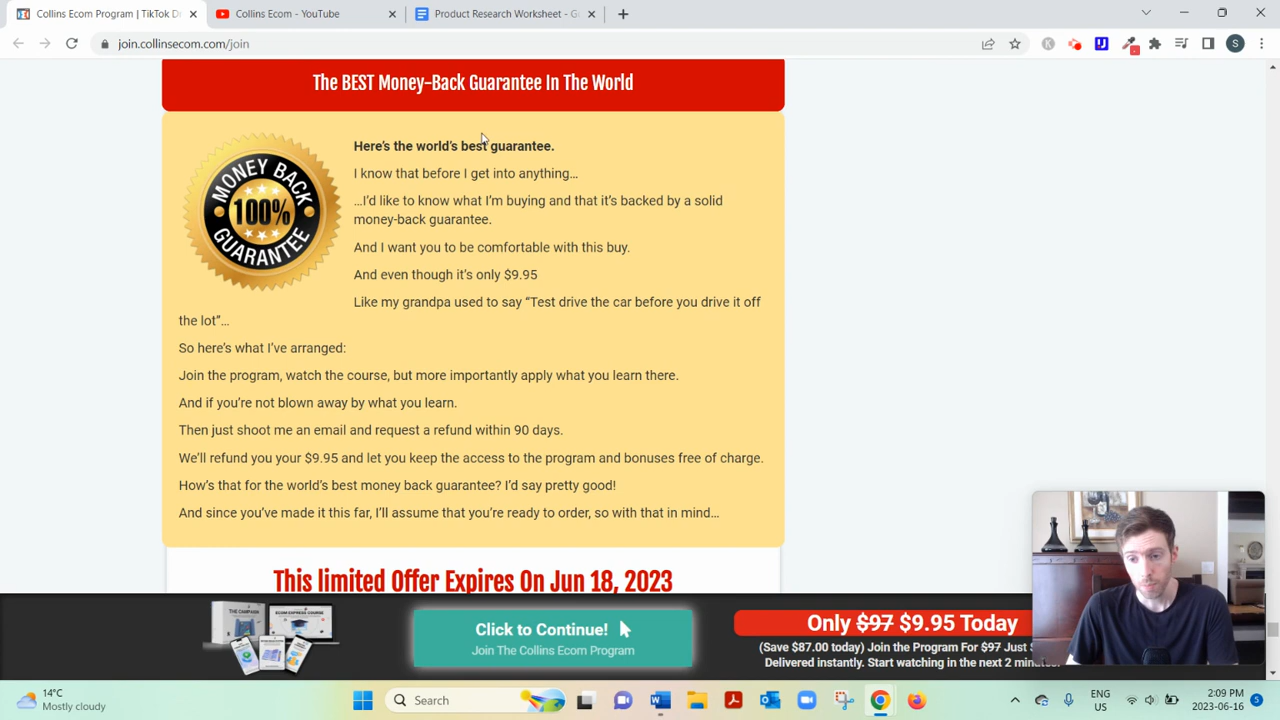 Collins Ecom Program | TikTok Dr
Collins Ecom - YouTube
Product Research Worksheet - Go
join.collinsecom.com/join
S
The BEST Money-Back Guarantee In The World
MONEY BACK
100%
GUARANTEE
Here's the world's best guarantee.
I know that before I get into anything…
…I'd like to know what I'm buying and that it's backed by a solid
money-back guarantee.
And I want you to be comfortable with this buy.
And even though it's only $9.95
Like my grandpa used to say “Test drive the car before you drive it off
the lot”…
So here's what I've arranged:
Join the program, watch the course, but more importantly apply what you learn there.
And if you're not blown away by what you learn.
Then just shoot me an email and request a refund within 90 days.
We'll refund you your $9.95 and let you keep the access to the program and bonuses free of charge.
How's that for the world's best money back guarantee? I'd say pretty good!
And since you've made it this far, I'll assume that you're ready to order, so with that in mind…
This limited Offer Expires On Jun 18, 2023
THE CAMPAIGN
ECOM EXPRESS COURSE
Click to Continue!
Join The Collins Ecom Program
Only $97 $9.95 Today
(Save $87.00 today) Join the Program For $97 Just
Delivered instantly. Start watching in the next 2 minutes.
14°C
Mostly cloudy
Search
ENG
US
2:09 PM
2023-06-16
5